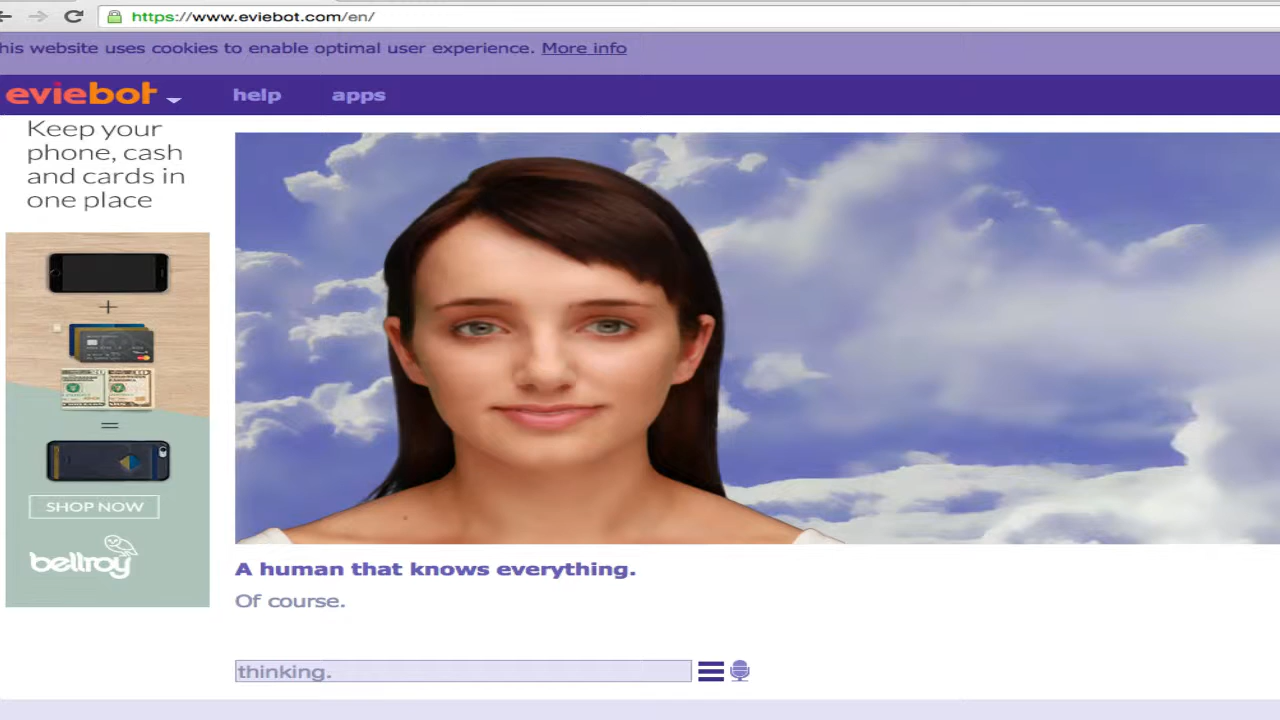 https://www.eviebot.com/en/
his website uses cookies to enable optimal user experience. More info
eviebot
help
apps
Keep your
phone, cash
and cards in
one place
+
=
SHOP NOW
bellroy
A human that knows everything.
Of course.
thinking.